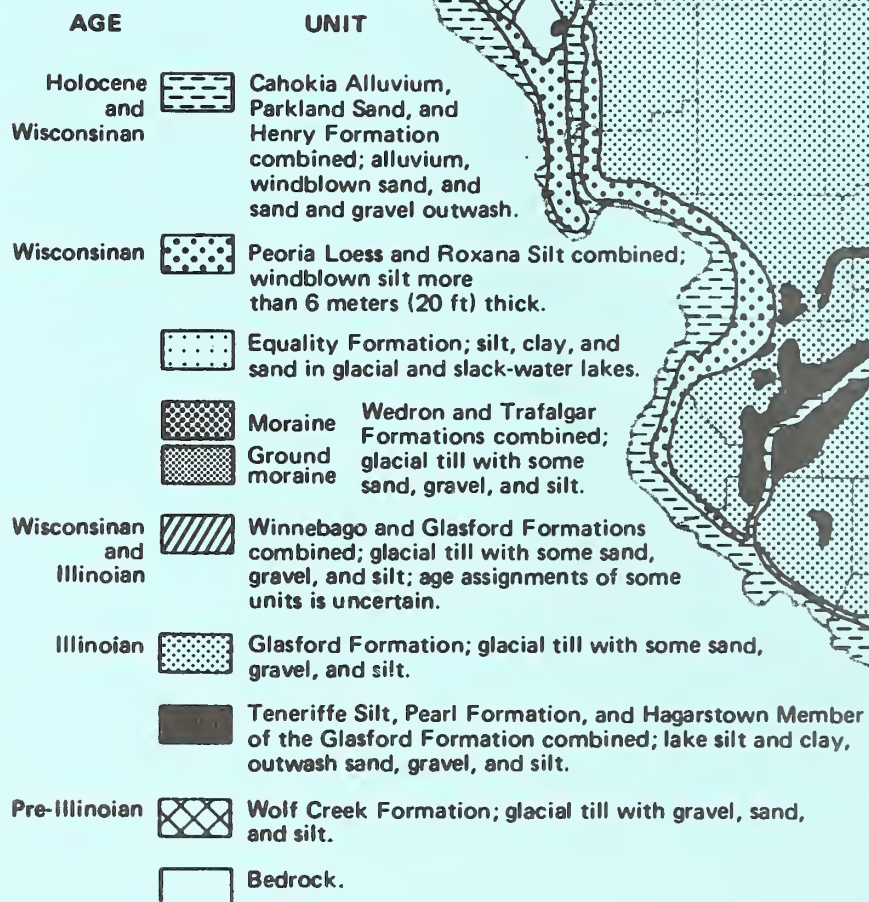 AGE UNIT
Holocene and Wisconsinan
Cahokia Alluvium,
Parkland Sand, and
Henry Formation
combined; alluvium,
windblown sand, and
sand and gravel outwash.
Wisconsinan
Peoria Loess and Roxana Silt combined;
windblown silt more
than 6 meters (20 ft) thick.
Equality Formation; silt, clay, and
sand in glacial and slack-water lakes.
Moraine
Ground
moraine
Wedron and Trafalgar
Formations combined;
glacial till with some
sand, gravel, and silt.
Wisconsinan
and
Illinoian
Winnebago and Glasford Formations
combined; glacial till with some sand,
gravel, and silt; age assignments of some
units is uncertain.
Illinoian
Glasford Formation; glacial till with some sand,
gravel, and silt.
Teneriffe Silt, Pearl Formation, and Hagarstown Member
of the Glasford Formation combined; lake silt and clay,
outwash sand, gravel, and silt.
Pre-Illinoian
Wolf Creek Formation; glacial till with gravel, sand,
and silt.
Bedrock.